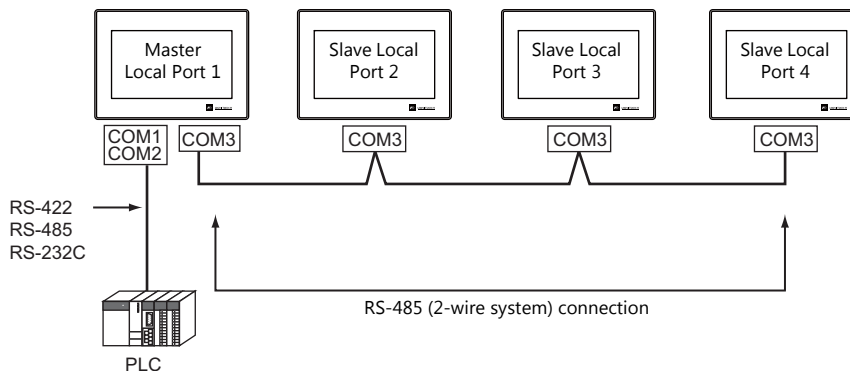 Master
Local Port 1
Slave Local
Port 2
Slave Local
Port 3
Slave Local
Port 4
COM1
COM2
COM3
COM3
COM3
COM3
RS-422
RS-485
RS-232C
RS-485 (2-wire system) connection
PLC